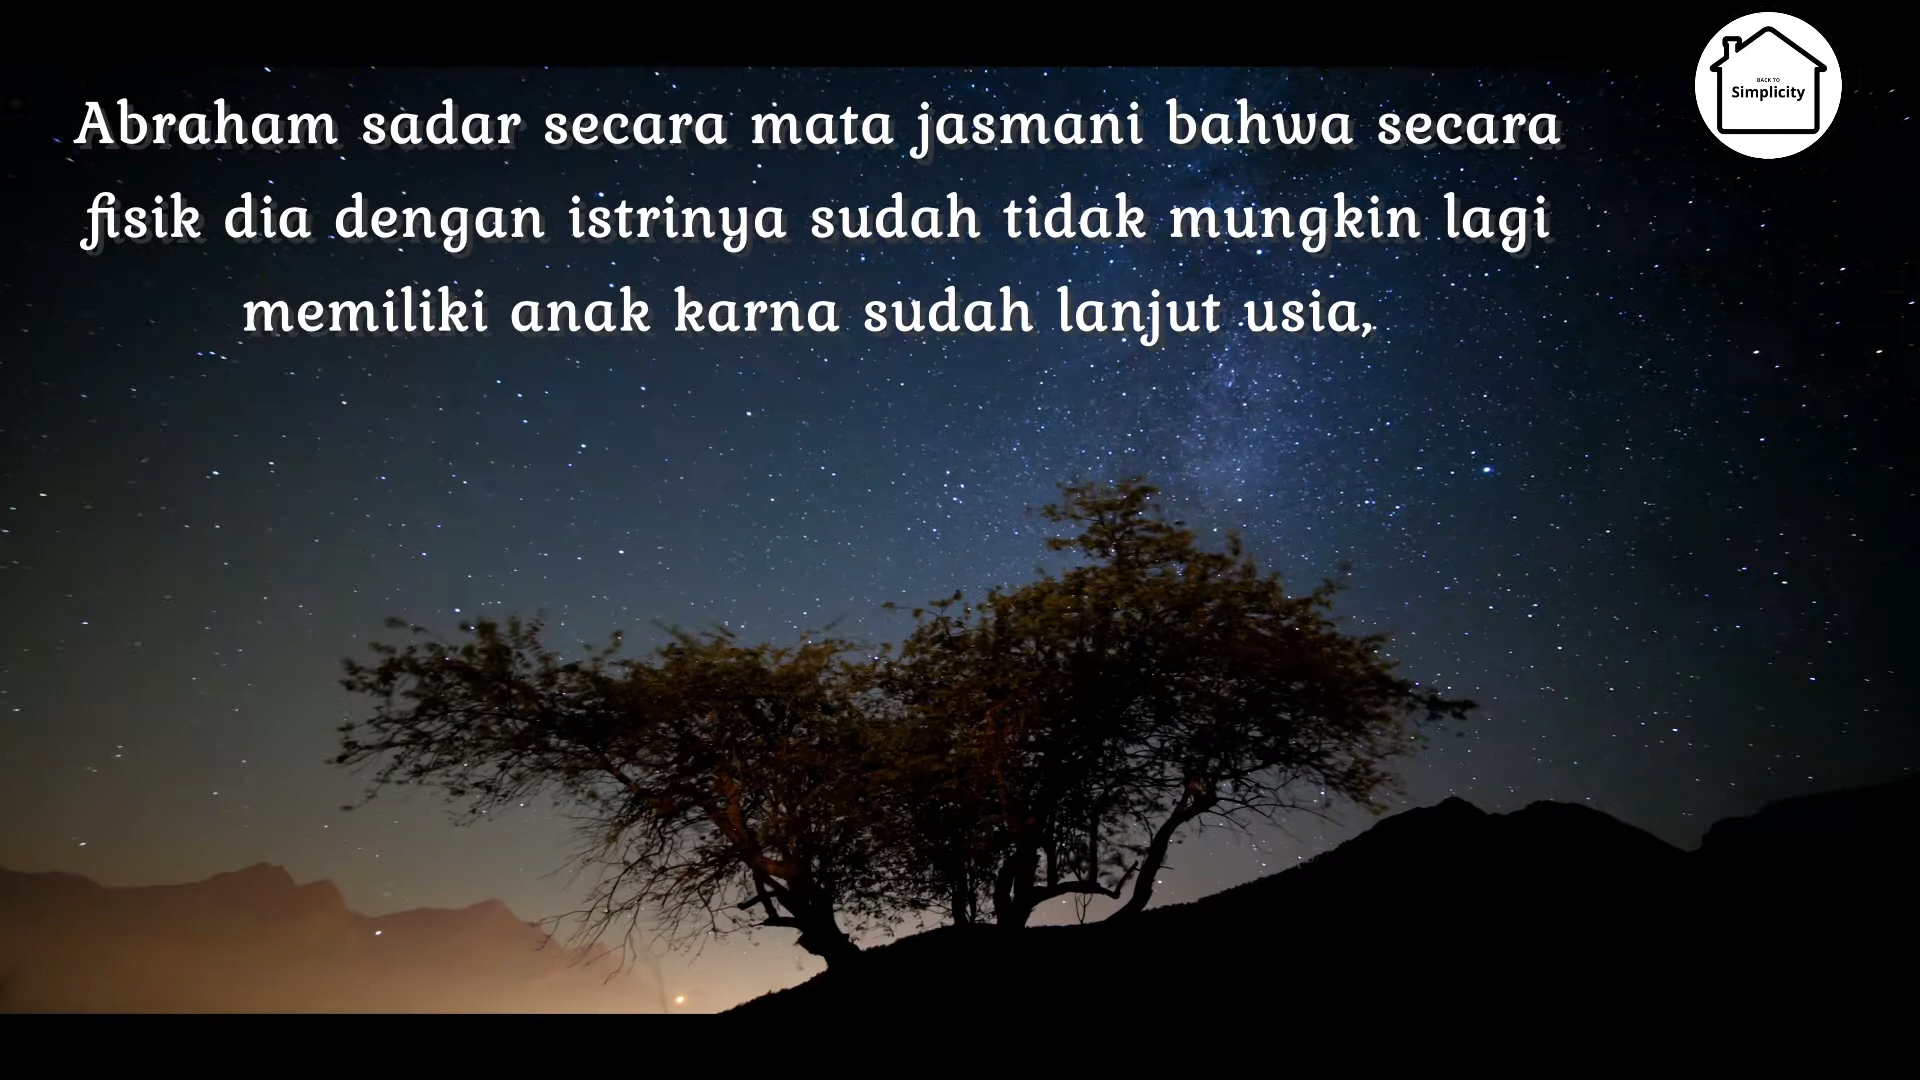 Abraham sadar secara mata jasmani bahwa secara
fisik dia dengan istrinya sudah tidak mungkin lagi
memiliki anak karna sudah lanjut usia,
BACK TO
Simplicity